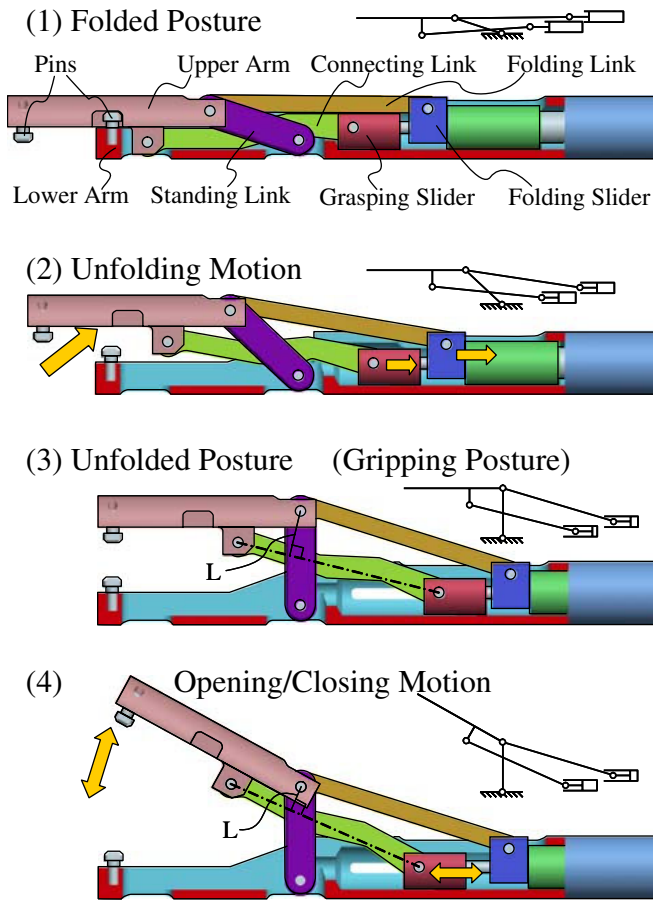 (1) Folded Posture
Pins Upper Arm Connecting Link Folding Link
Lower Arm Standing Link Grasping Slider Folding Slider
(2) Unfolding Motion
(3) Unfolded Posture (Gripping Posture)
L
(4) Opening/Closing Motion
L